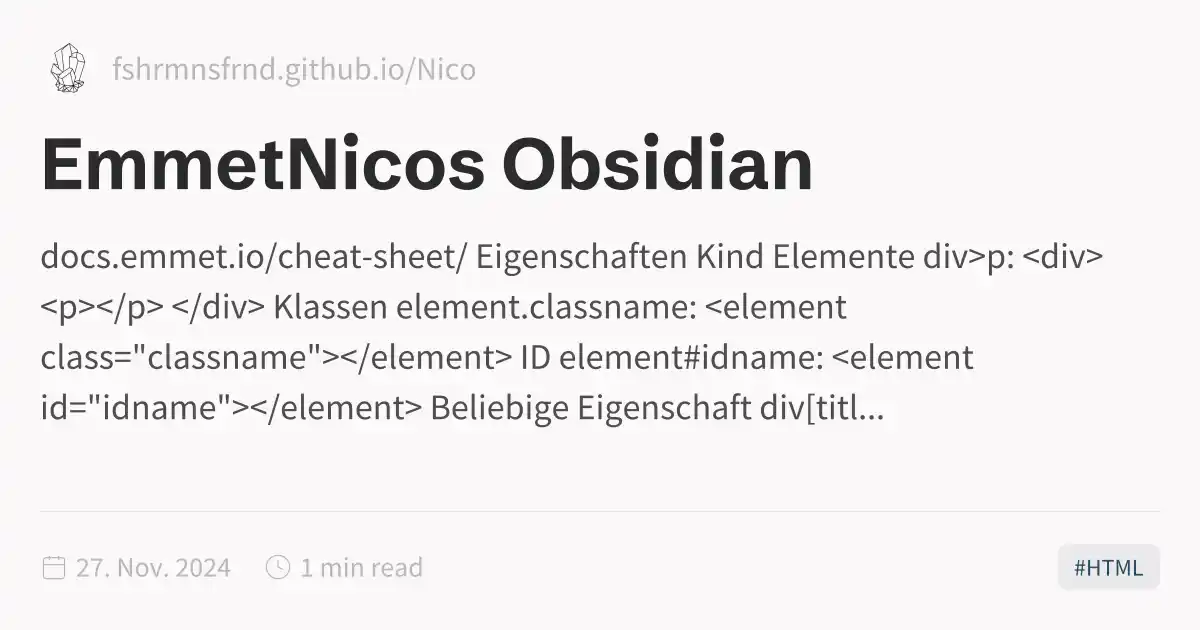 fshrmnsfrnd.github.io/Nico
EmmetNicos Obsidian
docs.emmet.io/cheat-sheet/ Eigenschaften Kind Elemente div>p: <div>
<p></p> </div> Klassen element.classname: <element
class="classname"></element> ID element#idname: <element
id="idname"></element> Beliebige Eigenschaft div[titl...
27. Nov. 2024 1 min read #HTML